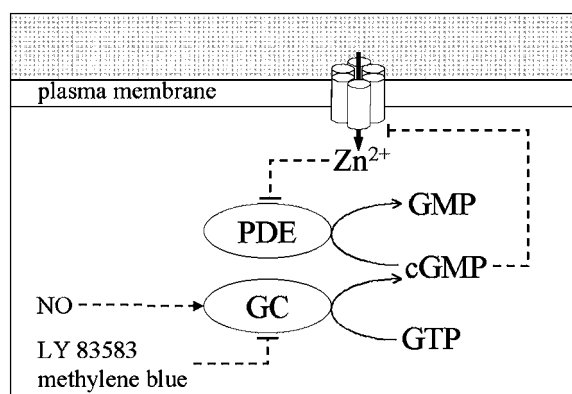 plasma membrane
Zn²⁺
PDE
GMP
cGMP
NO
GC
GTP
LY 83583
methylene blue